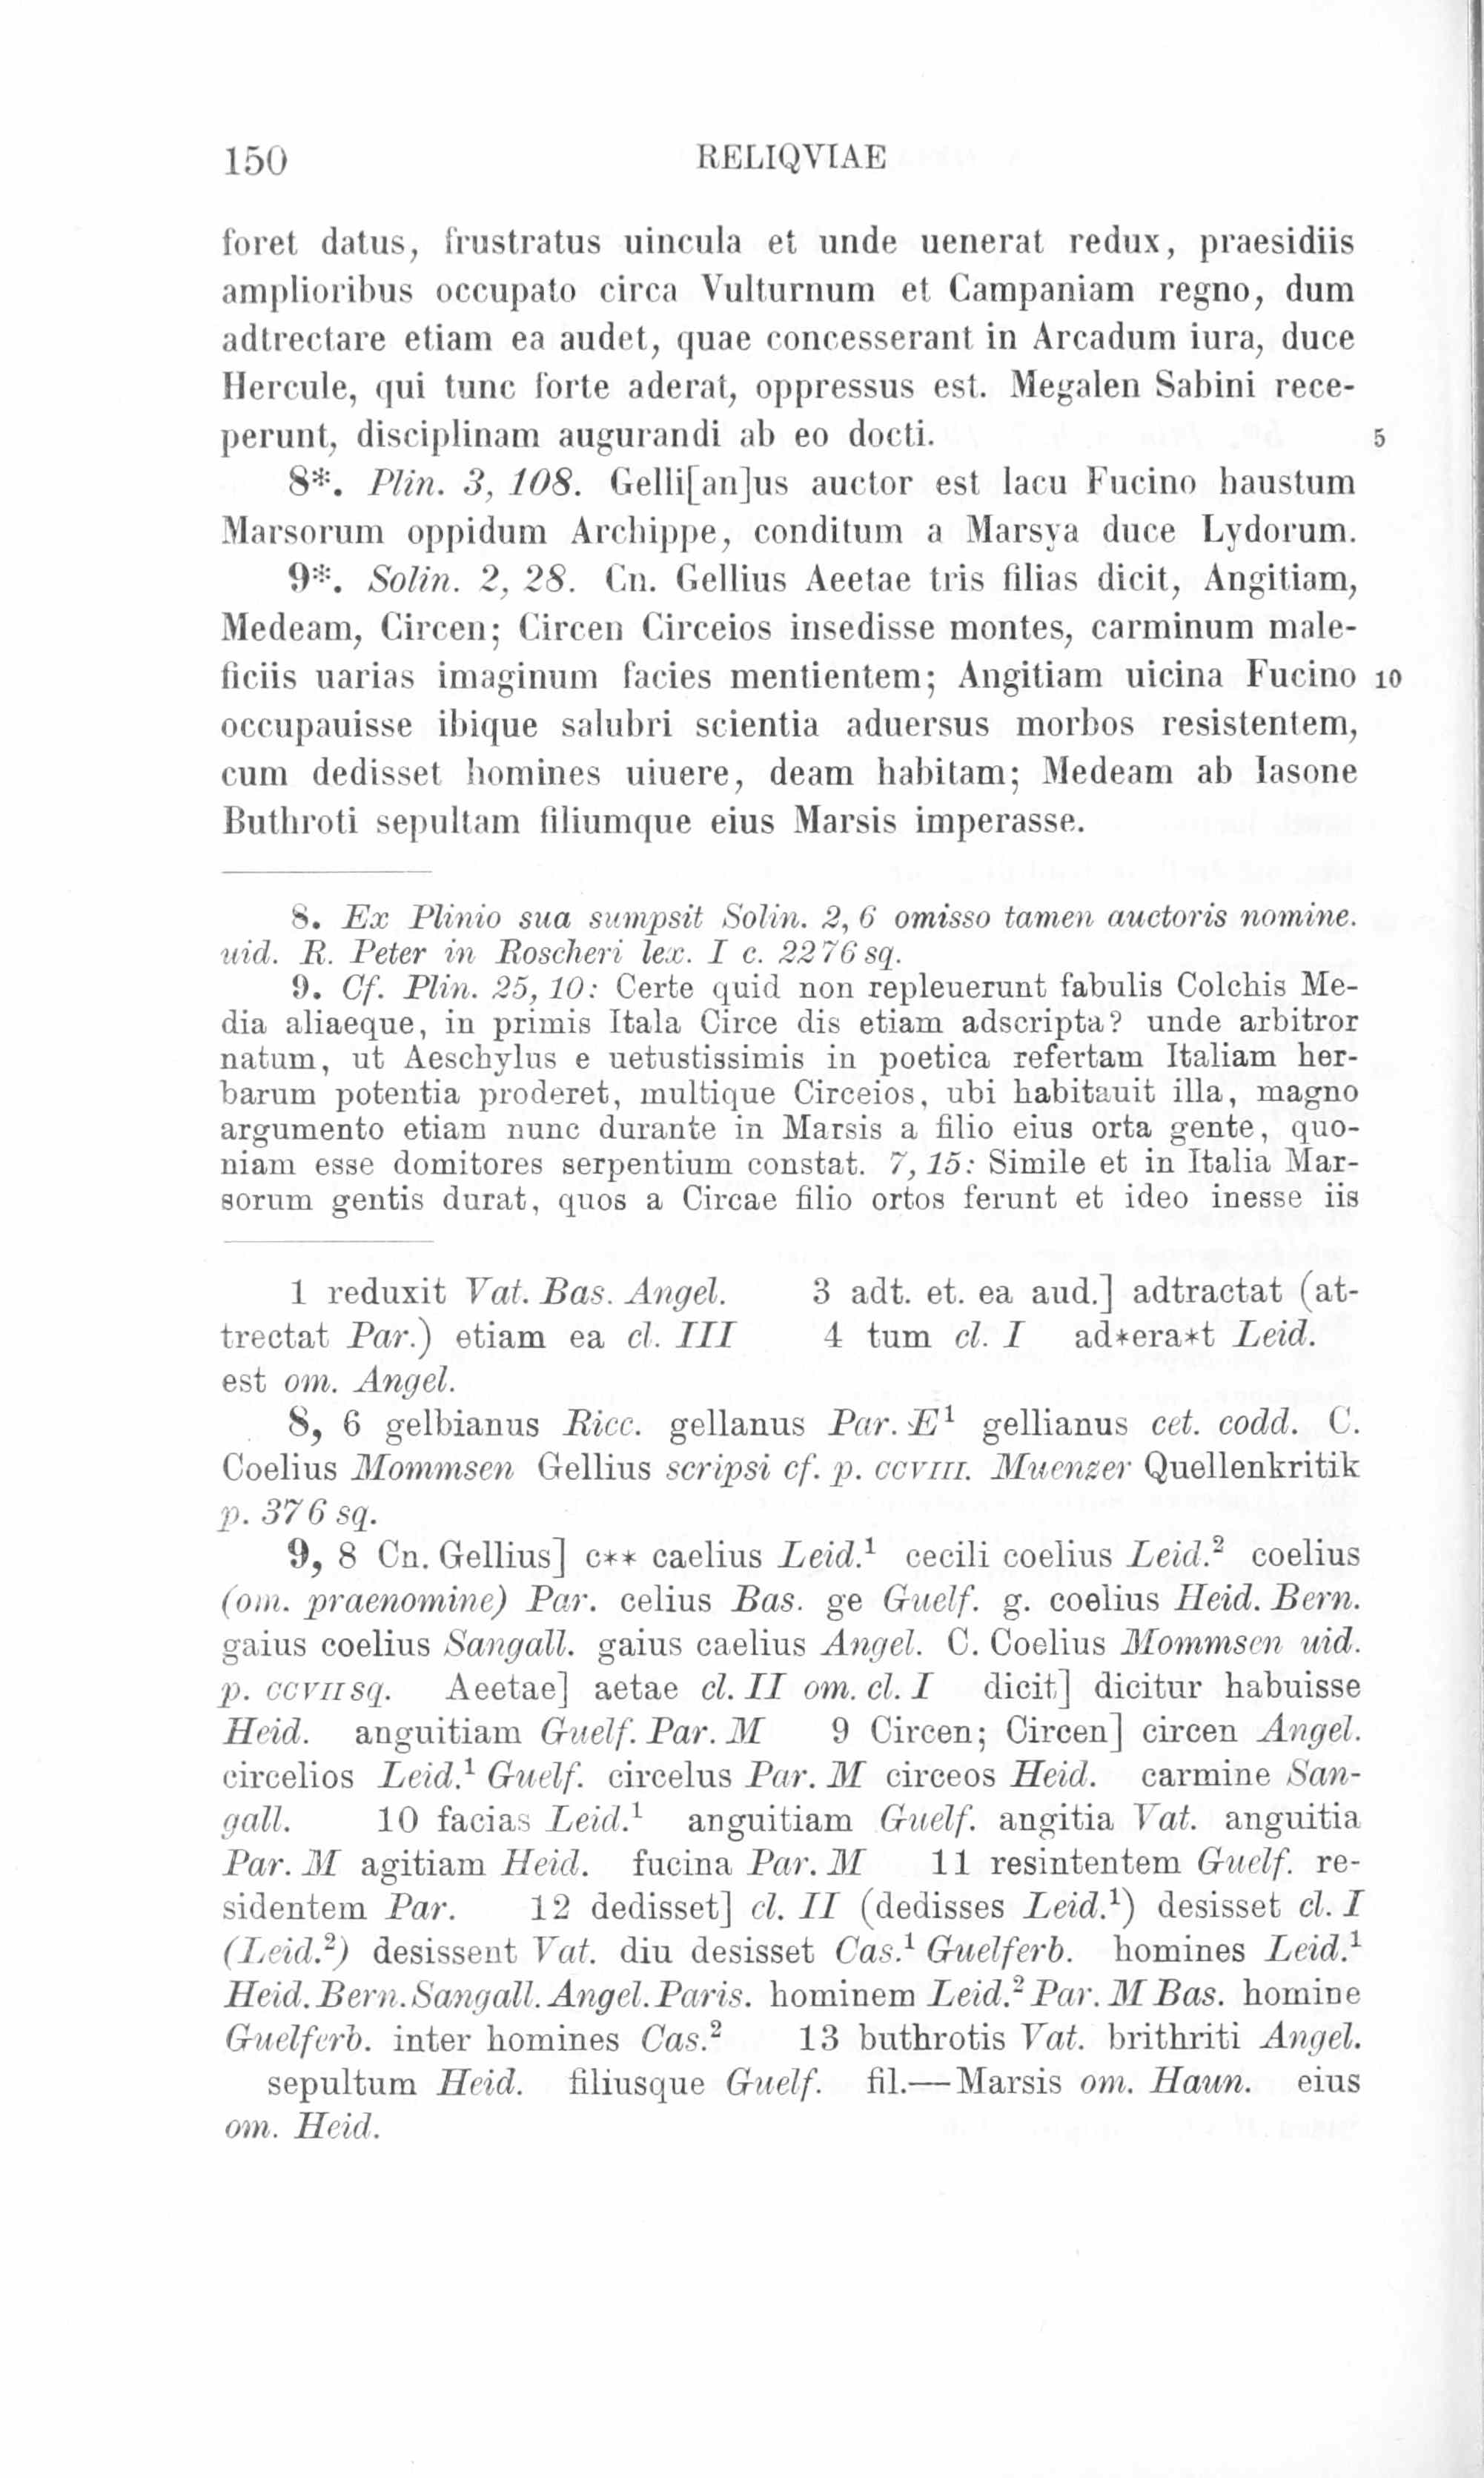 150 RELIQVIAE
foret datus, frustratus uincula et unde uenerat redux, praesidiis
amplioribus occupato circa Vulturnum et Campaniam regno, dum
adtrectare etiam ea audet, quae concesserant in Arcadum iura, duce
Hercule, qui tunc forte aderat, oppressus est. Megalen Sabini rece-
perunt, disciplinam augurandi ab eo docti. 5
8*. Plin. 3, 108. Gelli[an]us auctor est lacu Fucino haustum
Marsorum oppidum Archippe, conditum a Marsya duce Lydorum.
9*. Solin. 2, 28. Cn. Gellius Aeetae tris filias dicit, Angitiam,
Medeam, Circen; Circen Circeios insedisse montes, carminum male-
ficiis uarias imaginum facies mentientem; Angitiam uicina Fucino 10
occupauisse ibique salubri scientia aduersus morbos resistentem,
cum dedisset homines uiuere, deam habitam; Medeam ab Iasone
Buthroti sepultam filiumque eius Marsis imperasse.
8. Ex Plinio sua sumpsit Solin. 2, 6 omisso tamen auctoris nomine.
uid. R. Peter in Roscheri lex. I c. 2276 sq.
9. Cf. Plin. 25, 10: Certe quid non repleuerunt fabulis Colchis Me-
dia aliaeque, in primis Itala Circe dis etiam adscripta? unde arbitror
natum, ut Aeschylus e uetustissimis in poetica refertam Italiam her-
barum potentia proderet, multique Circeios, ubi habitauit illa, magno
argumento etiam nunc durante in Marsis a filio eius orta gente, quo-
niam esse domitores serpentium constat. 7, 15: Simile et in Italia Mar-
sorum gentis durat, quos a Circae filio ortos ferunt et ideo inesse iis
1 reduxit Vat. Bas. Angel. 3 adt. et. ea aud.] adtractat (at-
trectat Par.) etiam ea cl. III 4 tum cl. I ad*era*t Leid.
est om. Angel.
8, 6 gelbianus Ricc. gellanus Par. E¹ gellianus cet. codd. C.
Coelius Mommsen Gellius scripsi cf. p. CCVIII. Muenzer Quellenkritik
p. 376 sq.
9, 8 Cn. Gellius] c** caelius Leid.¹ cecili coelius Leid.² coelius
(om. praenomine) Par. celius Bas. ge Guelf. g. coelius Heid. Bern.
gaius coelius Sangall. gaius caelius Angel. C. Coelius Mommsen uid.
p. CCVII sq. Aeetae] aetae cl. II om. cl. I dicit] dicitur habuisse
Heid. anguitiam Guelf. Par. M 9 Circen; Circen] circen Angel.
circelios Leid.¹ Guelf. circelus Par. M circeos Heid. carmine San-
gall. 10 facias Leid.¹ anguitiam Guelf. angitia Vat. anguitia
Par. M agitiam Heid. fucina Par. M 11 resintentem Guelf. re-
sidentem Par. 12 dedisset] cl. II (dedisses Leid.¹) desisset cl. I
(Leid.²) desissent Vat. diu desisset Cas.¹ Guelferb. homines Leid.¹
Heid. Bern. Sangall. Angel. Paris. hominem Leid.² Par. M Bas. homine
Guelferb. inter homines Cas.² 13 buthrotis Vat. brithriti Angel.
sepultum Heid. filiusque Guelf. fil.—Marsis om. Haun. eius
om. Heid.